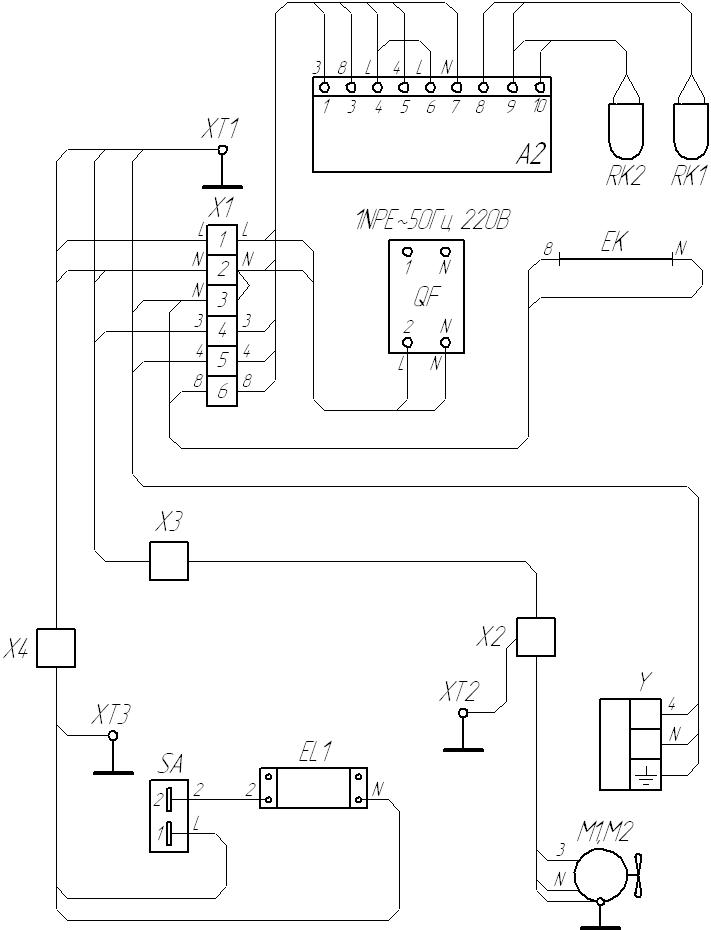 3 8 L 4 L N
1 3 4 5 6 7 8 9 10
A2
RK2 RK1
XT1
X1
1NPE~50Гц 220В
L 1 L
N 2 N
N 3
3 4 3
4 5 4
8 6 8
1 N
QF
2 N
L N
8 EK N
X3
X4
X2
XT2
XT3
Y
4
N
SA
2 2
1 L
EL1
2 N
M1,M2
3
N